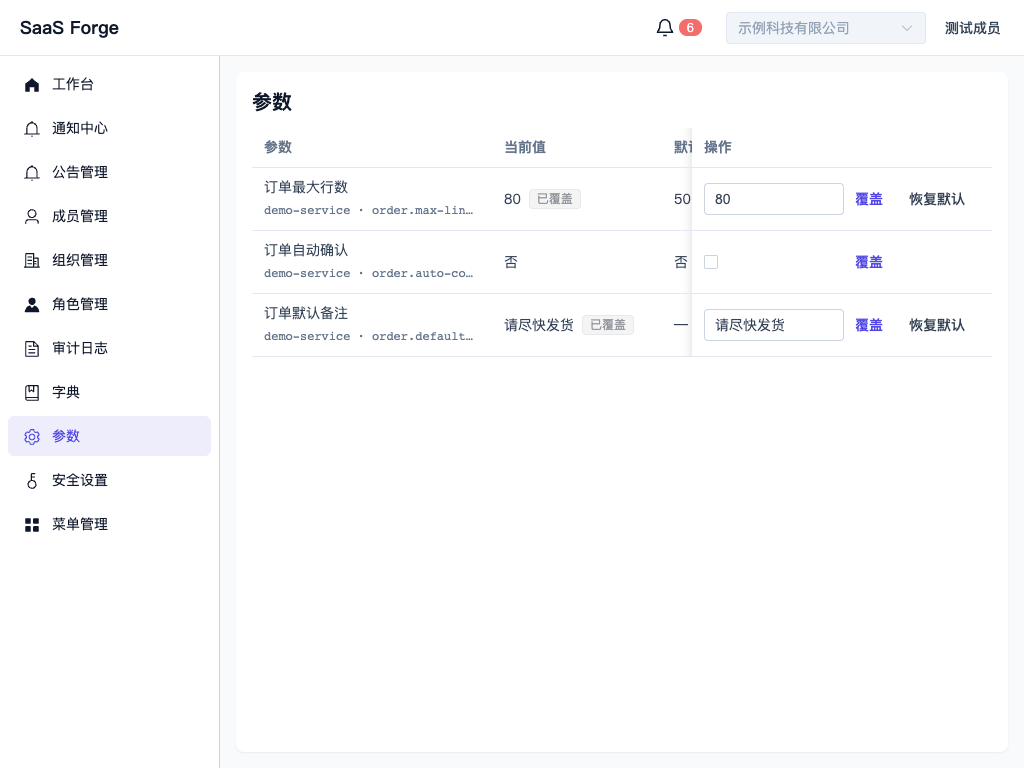 SaaS Forge
6
示例科技有限公司
测试成员
工作台
通知中心
公告管理
成员管理
组织管理
角色管理
审计日志
字典
参数
安全设置
菜单管理
参数
参数 当前值 默 操作
订单最大行数
demo-service · order.max-lin…
80 已覆盖 50 80 覆盖 恢复默认
订单自动确认
demo-service · order.auto-co…
否 否 覆盖
订单默认备注
demo-service · order.default…
请尽快发货 已覆盖 — 请尽快发货 覆盖 恢复默认